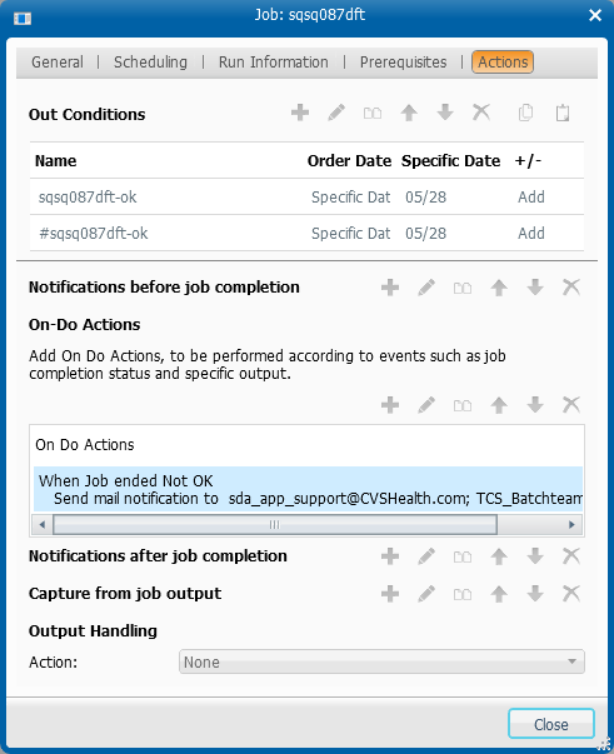 Job: sqsq087dft
General | Scheduling | Run Information | Prerequisites | Actions
Out Conditions
Name Order Date Specific Date +/-
sqsq087dft-ok Specific Dat 05/28 Add
#sqsq087dft-ok Specific Dat 05/28 Add
Notifications before job completion
On-Do Actions
Add On Do Actions, to be performed according to events such as job
completion status and specific output.
On Do Actions
When Job ended Not OK
Send mail notification to sda_app_support@CVSHealth.com; TCS_Batchteam
Notifications after job completion
Capture from job output
Output Handling
Action: None
Close